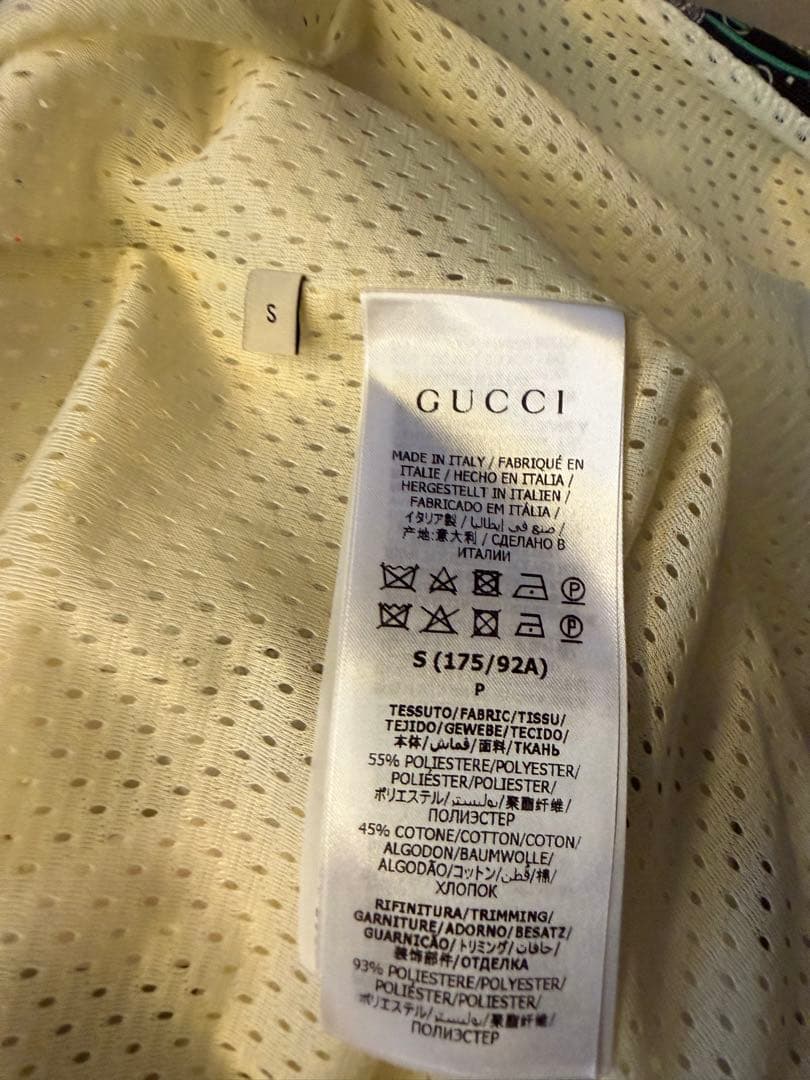 S
GUCCI
MADE IN ITALY / FABRIQUÉ EN
ITALIE / HECHO EN ITALIA /
HERGESTELLT IN ITALIEN /
FABRICADO EM ITÁLIA /
イタリア製 / صنع في إيطاليا /
产地:意大利 / СДЕЛАНО В
ИТАЛИИ
P
P
S (175/92A)
P
TESSUTO/FABRIC/TISSU/
TEJIDO/GEWEBE/TECIDO/
本体/قماش/面料/ТКАНЬ
55% POLIESTERE/POLYESTER/
POLIÉSTER/POLIESTER/
ポリエステル/بوليستر/聚酯纤维/
ПОЛИЭСТЕР
45% COTONE/COTTON/COTON/
ALGODON/BAUMWOLLE/
ALGODÃO/コットン/قطن/棉/
ХЛОПОК
RIFINITURA/TRIMMING/
GARNITURE/ADORNO/BESATZ/
GUARNIÇÃO/トリミング/حافات/
装饰部件/ОТДЕЛКА
93% POLIESTERE/POLYESTER/
POLIÉSTER/POLIESTER/
ポリエステル/بوليستر/聚酯纤维/
ПОЛИЭСТЕР